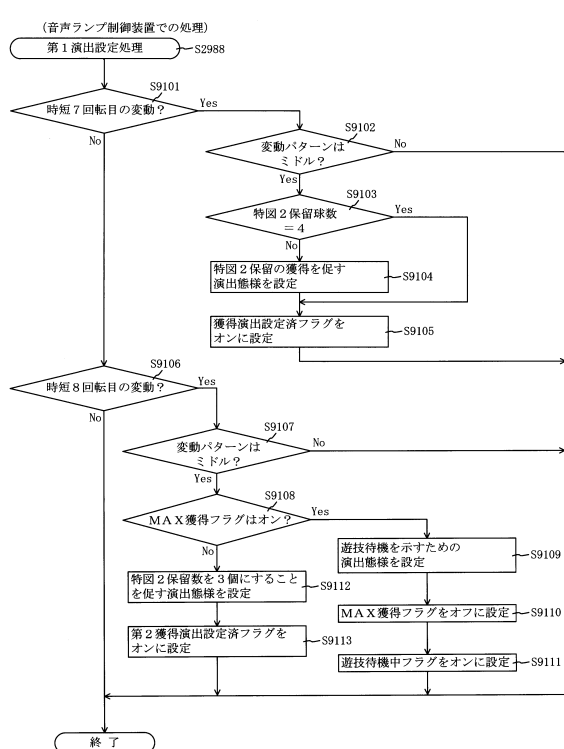 (音声ランプ制御装置での処理)
第1演出設定処理
S2988
S9101
時短7回転目の変動?
Yes
No
S9102
変動パターンは
ミドル?
No
Yes
S9103
特図2保留球数
=4
Yes
No
特図2保留の獲得を促す
演出態様を設定
S9104
獲得演出設定済フラグを
オンに設定
S9105
S9106
時短8回転目の変動?
Yes
No
S9107
変動パターンは
ミドル?
No
Yes
S9108
MAX獲得フラグはオン?
Yes
No
遊技待機を示すための
演出態様を設定
S9109
特図2保留数を3個にすること
を促す演出態様を設定
S9112
MAX獲得フラグをオフに設定
S9110
第2獲得演出設定済フラグを
オンに設定
S9113
遊技待機中フラグをオンに設定
S9111
終了